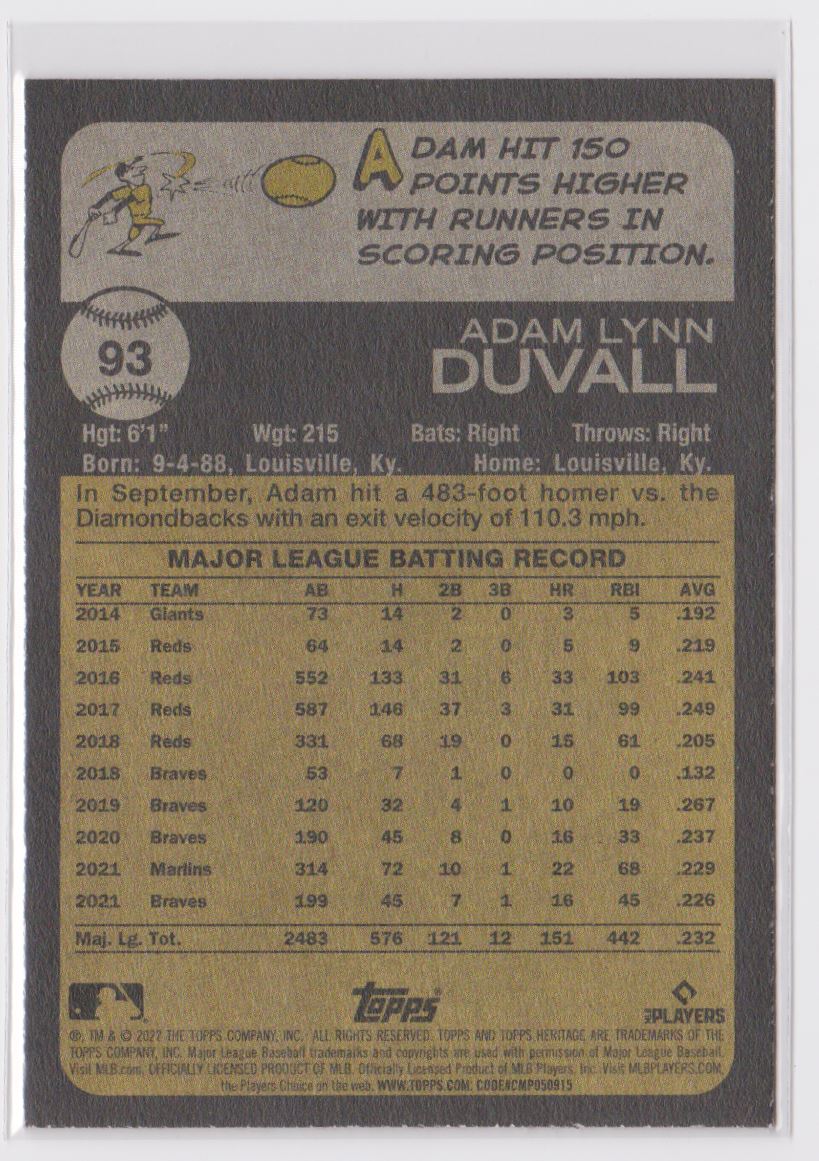 ADAM HIT 150
POINTS HIGHER
WITH RUNNERS IN
SCORING POSITION.
93
ADAM LYNN
DUVALL
Hgt: 6'1" Wgt: 215 Bats: Right Throws: Right
Born: 9-4-88, Louisville, Ky. Home: Louisville, Ky.
In September, Adam hit a 483-foot homer vs. the
Diamondbacks with an exit velocity of 110.3 mph.
MAJOR LEAGUE BATTING RECORD
YEAR TEAM AB H 2B 3B HR RBI AVG
2014 Giants 73 14 2 0 3 5 .192
2015 Reds 64 14 2 0 5 9 .219
2016 Reds 552 133 31 6 33 103 .241
2017 Reds 587 146 37 3 31 99 .249
2018 Reds 331 68 19 0 15 61 .205
2018 Braves 53 7 1 0 0 0 .132
2019 Braves 120 32 4 1 10 19 .267
2020 Braves 190 45 8 0 16 33 .237
2021 Marlins 314 72 10 1 22 68 .229
2021 Braves 199 45 7 1 16 45 .226
Maj. Lg. Tot. 2483 576 121 12 151 442 .232
topps
MLB PLAYERS
®, TM & © 2022 THE TOPPS COMPANY, INC. ALL RIGHTS RESERVED. TOPPS AND TOPPS HERITAGE ARE TRADEMARKS OF THE
TOPPS COMPANY, INC. Major League Baseball trademarks and copyrights are used with permission of Major League Baseball.
Visit MLB.com. OFFICIALLY LICENSED PRODUCT OF MLB. Officially Licensed Product of MLB Players, Inc. Visit MLBPLAYERS.COM,
the Players Choice on the web. WWW.TOPPS.COM. CODE#CMP050915